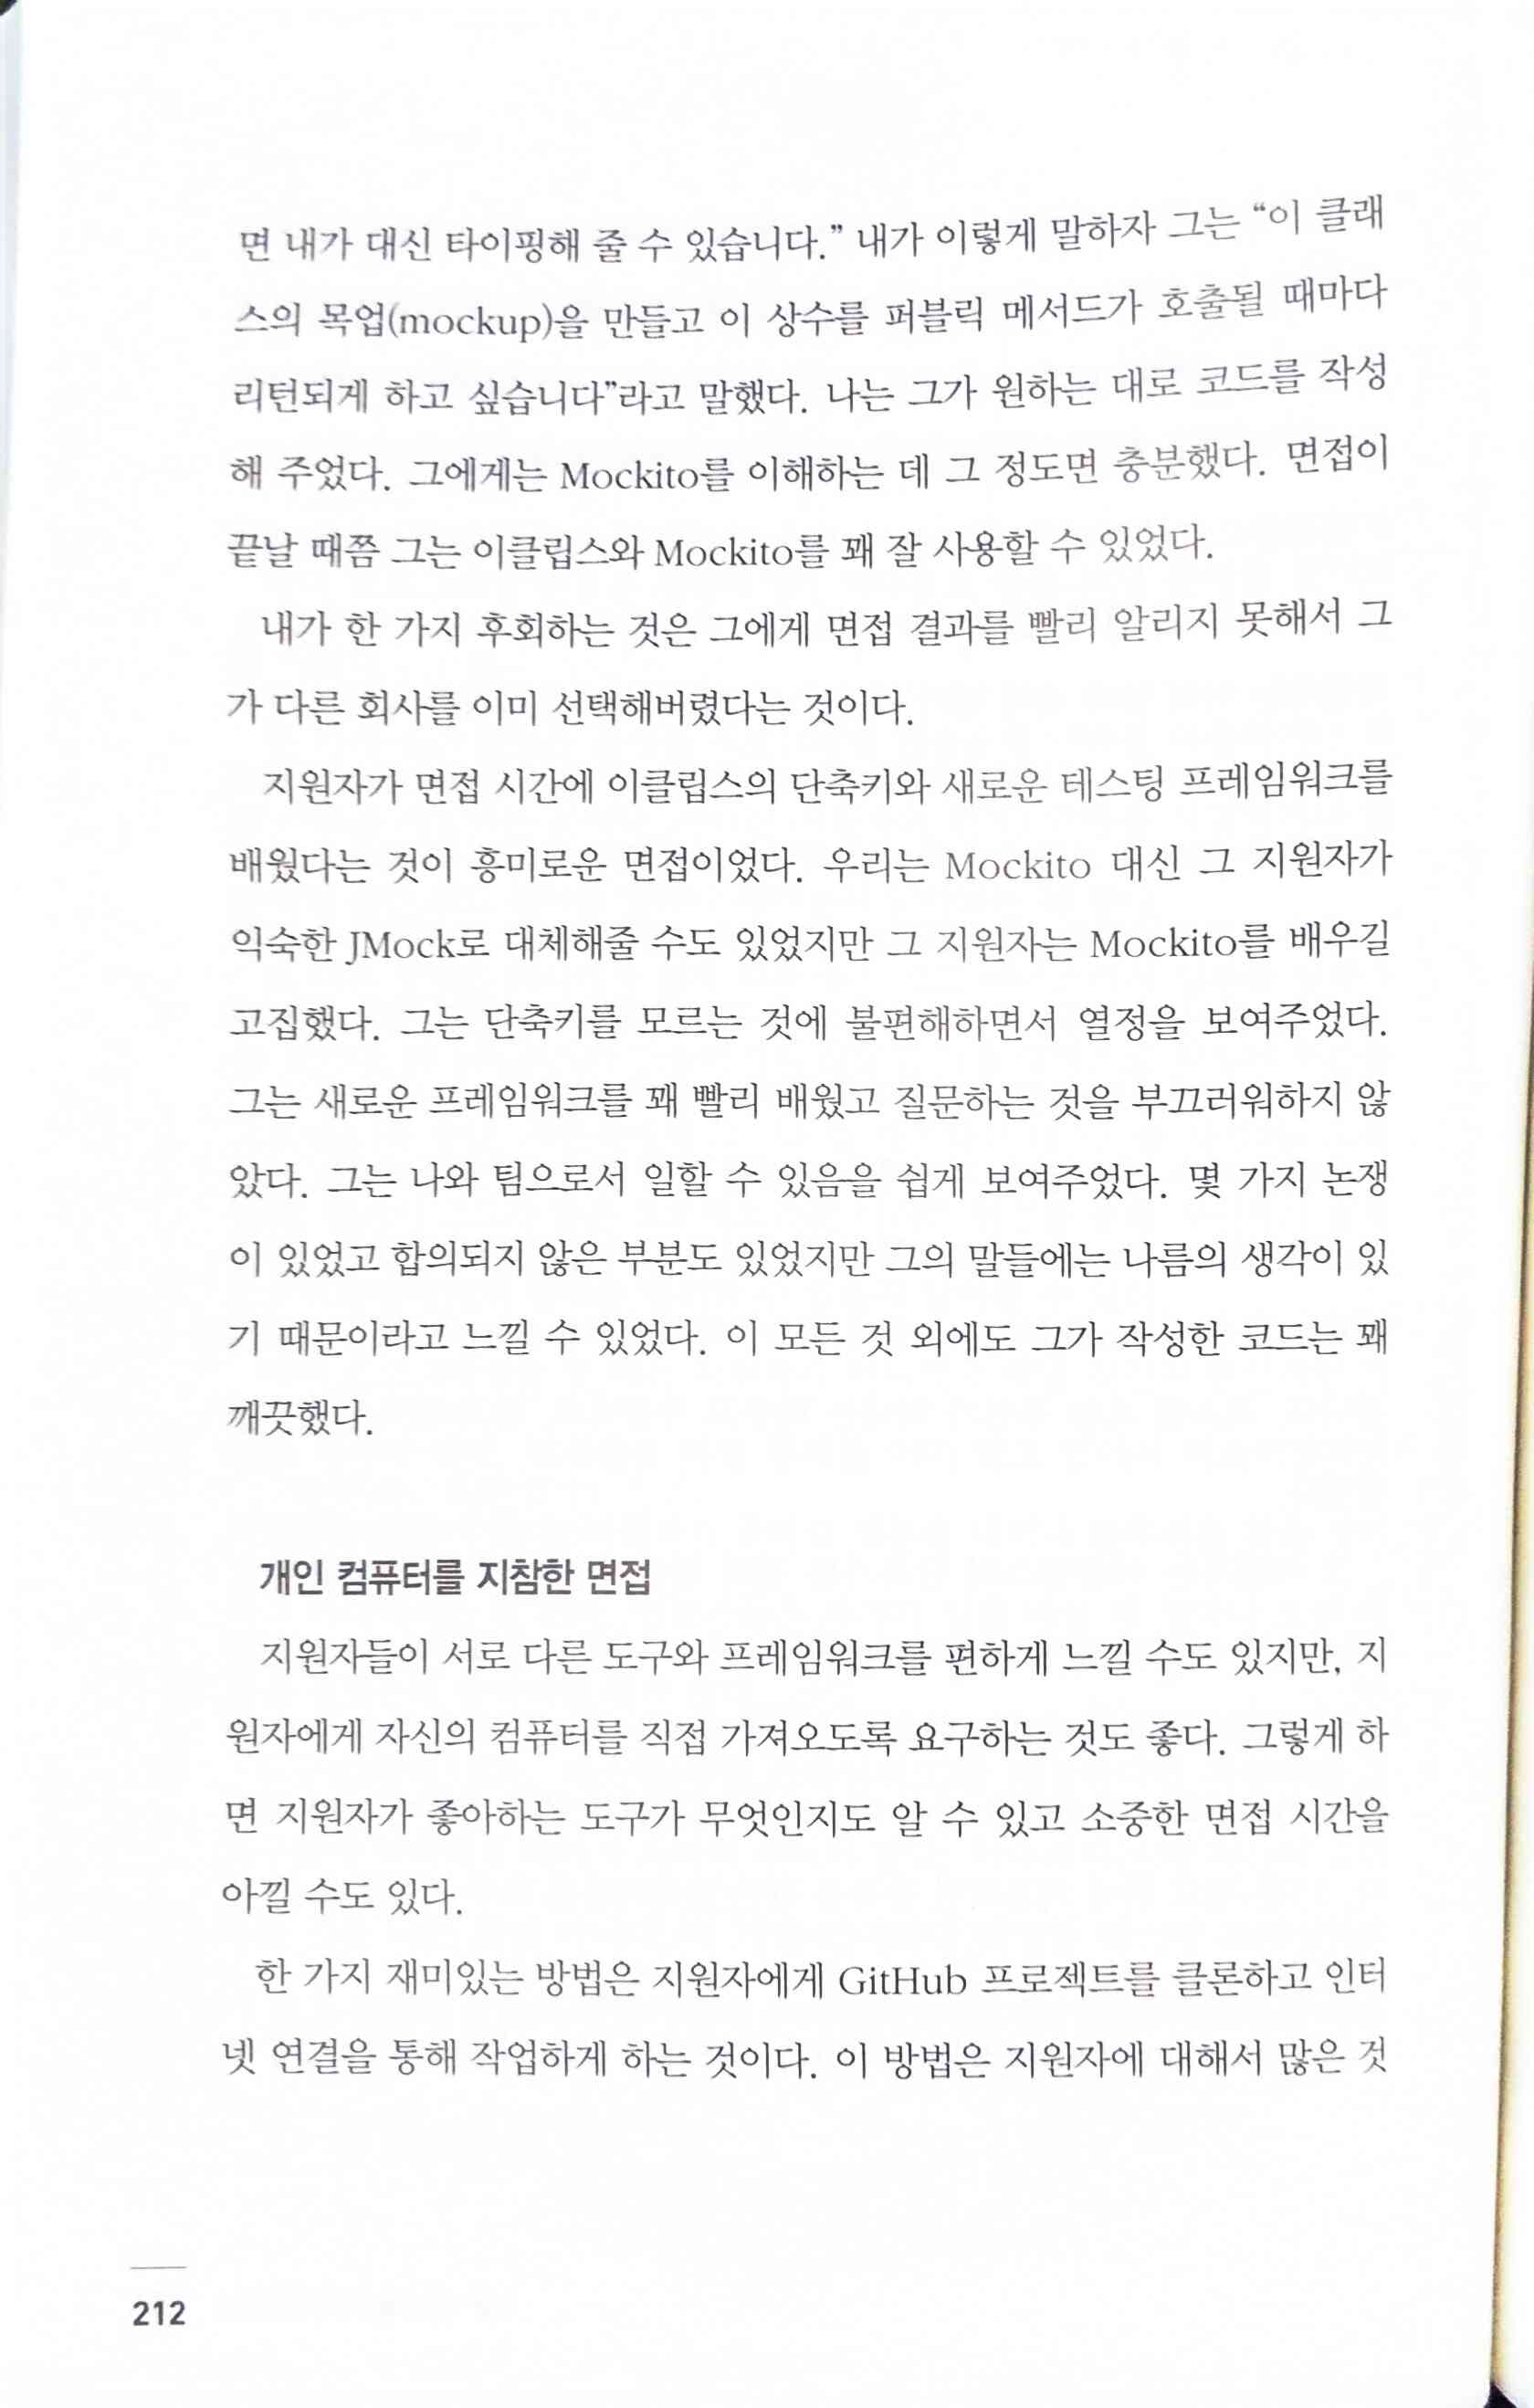 면 내가 대신 타이핑해 줄 수 있습니다.” 내가 이렇게 말하자 그는 “이 클래
스의 목업(mockup)을 만들고 이 상수를 퍼블릭 메서드가 호출될 때마다
리턴되게 하고 싶습니다”라고 말했다. 나는 그가 원하는 대로 코드를 작성
해 주었다. 그에게는 Mockito를 이해하는 데 그 정도면 충분했다. 면접이
끝날 때쯤 그는 이클립스와 Mockito를 꽤 잘 사용할 수 있었다.
내가 한 가지 후회하는 것은 그에게 면접 결과를 빨리 알리지 못해서 그
가 다른 회사를 이미 선택해버렸다는 것이다.
지원자가 면접 시간에 이클립스의 단축키와 새로운 테스팅 프레임워크를
배웠다는 것이 흥미로운 면접이었다. 우리는 Mockito 대신 그 지원자가
익숙한 JMock로 대체해줄 수도 있었지만 그 지원자는 Mockito를 배우길
고집했다. 그는 단축키를 모르는 것에 불편해하면서 열정을 보여주었다.
그는 새로운 프레임워크를 꽤 빨리 배웠고 질문하는 것을 부끄러워하지 않
았다. 그는 나와 팀으로서 일할 수 있음을 쉽게 보여주었다. 몇 가지 논쟁
이 있었고 합의되지 않은 부분도 있었지만 그의 말들에는 나름의 생각이 있
기 때문이라고 느낄 수 있었다. 이 모든 것 외에도 그가 작성한 코드는 꽤
깨끗했다.
개인 컴퓨터를 지참한 면접
지원자들이 서로 다른 도구와 프레임워크를 편하게 느낄 수도 있지만, 지
원자에게 자신의 컴퓨터를 직접 가져오도록 요구하는 것도 좋다. 그렇게 하
면 지원자가 좋아하는 도구가 무엇인지도 알 수 있고 소중한 면접 시간을
아낄 수도 있다.
한 가지 재미있는 방법은 지원자에게 GitHub 프로젝트를 클론하고 인터
넷 연결을 통해 작업하게 하는 것이다. 이 방법은 지원자에 대해서 많은 것
212